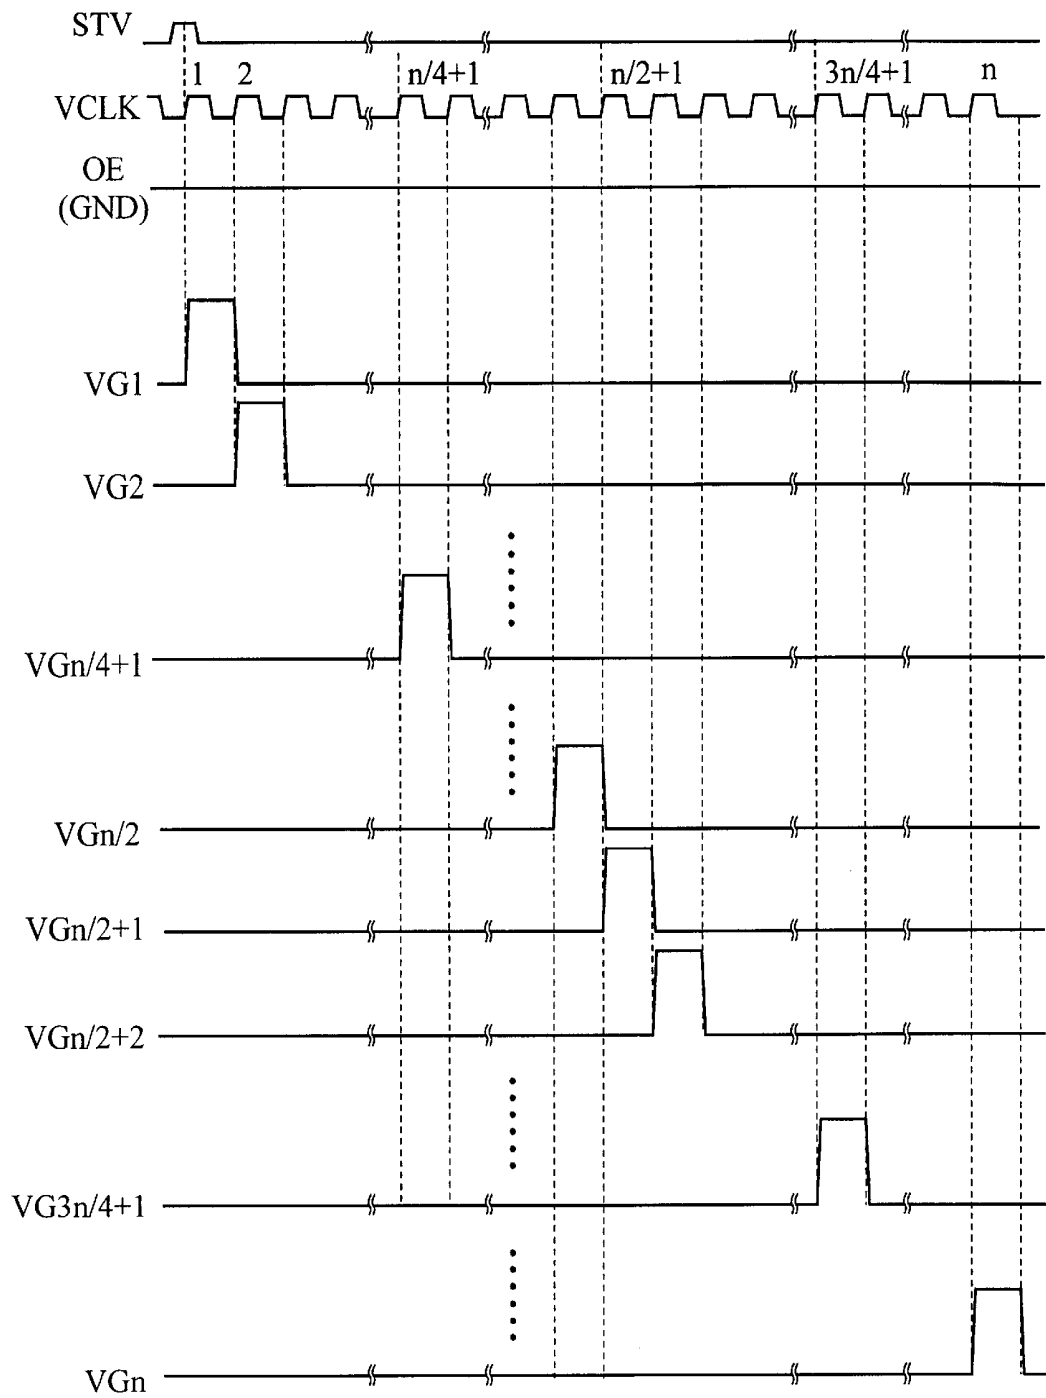 STV
1 2 n/4+1 n/2+1 3n/4+1 n
VCLK
OE
(GND)
VG1
VG2
VGn/4+1
VGn/2
VGn/2+1
VGn/2+2
VG3n/4+1
VGn